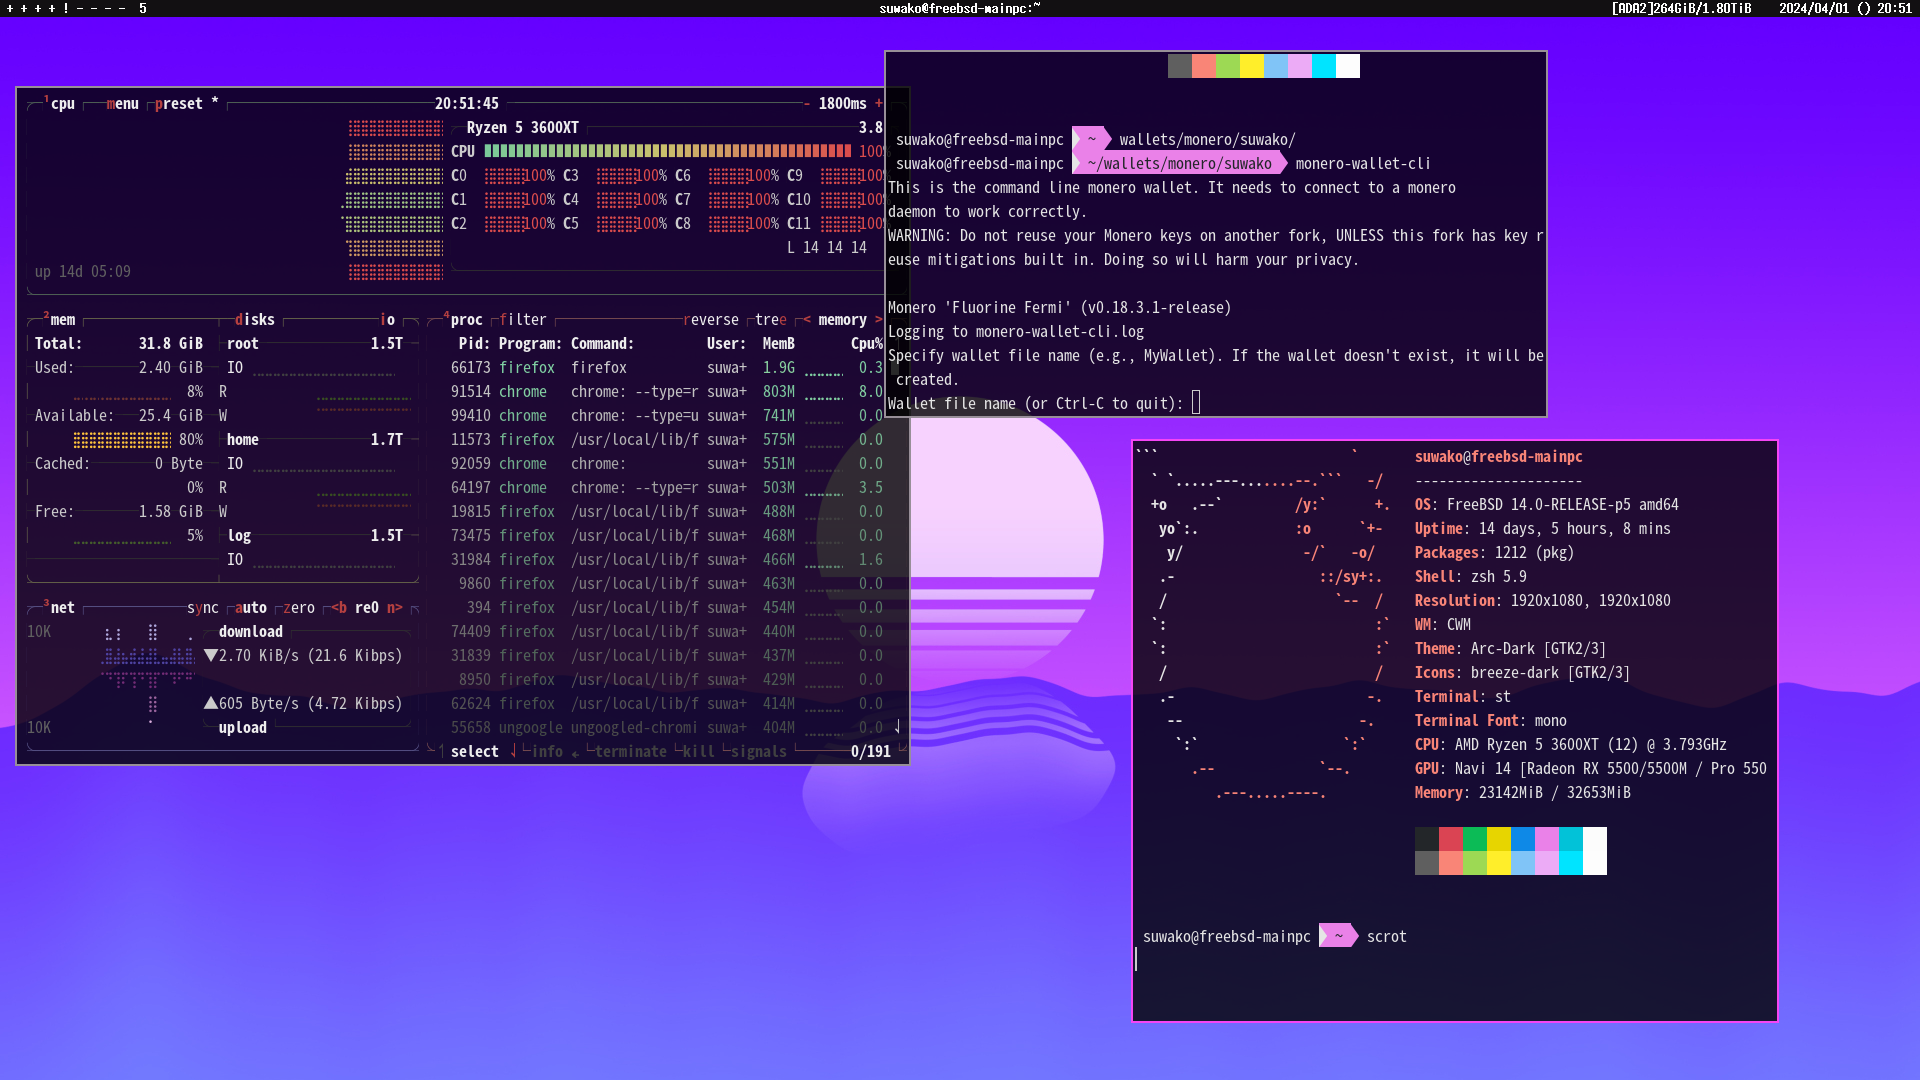 + + + + ! - - - - 5
suwako@freebsd-mainpc:~
[ADA2]264GiB/1.80TiB 2024/04/01 () 20:51
¹cpu menu preset * 20:51:45 - 1800ms +
Ryzen 5 3600XT 3.8
CPU 100%
C0 100% C3 100% C6 100% C9 100%
C1 100% C4 100% C7 100% C10 100%
C2 100% C5 100% C8 100% C11 100%
L 14 14 14
up 14d 05:09
²mem disks io
Total: 31.8 GiB root 1.5T
Used: 2.40 GiB IO
8% R
Available: 25.4 GiB W
80% home 1.7T
Cached: 0 Byte IO
0% R
Free: 1.58 GiB W
5% log 1.5T
IO
³net sync auto zero <b re0 n>
10K download
▼2.70 KiB/s (21.6 Kibps)
▲605 Byte/s (4.72 Kibps)
10K upload
⁴proc filter reverse tree < memory >
Pid: Program: Command: User: MemB Cpu%
66173 firefox firefox suwa+ 1.9G 0.3
91514 chrome chrome: --type=r suwa+ 803M 8.0
99410 chrome chrome: --type=u suwa+ 741M 0.0
11573 firefox /usr/local/lib/f suwa+ 575M 0.0
92059 chrome chrome: suwa+ 551M 0.0
64197 chrome chrome: --type=r suwa+ 503M 3.5
19815 firefox /usr/local/lib/f suwa+ 488M 0.0
73475 firefox /usr/local/lib/f suwa+ 468M 0.0
31984 firefox /usr/local/lib/f suwa+ 466M 1.6
9860 firefox /usr/local/lib/f suwa+ 463M 0.0
394 firefox /usr/local/lib/f suwa+ 454M 0.0
74409 firefox /usr/local/lib/f suwa+ 440M 0.0
31839 firefox /usr/local/lib/f suwa+ 437M 0.0
8950 firefox /usr/local/lib/f suwa+ 429M 0.0
62624 firefox /usr/local/lib/f suwa+ 414M 0.0
55658 ungoogle ungoogled-chromi suwa+ 404M 0.0 ↓
↑ select ↓ info ↵ terminate kill signals 0/191
suwako@freebsd-mainpc ~ wallets/monero/suwako/
suwako@freebsd-mainpc ~/wallets/monero/suwako monero-wallet-cli
This is the command line monero wallet. It needs to connect to a monero
daemon to work correctly.
WARNING: Do not reuse your Monero keys on another fork, UNLESS this fork has key r
euse mitigations built in. Doing so will harm your privacy.
Monero 'Fluorine Fermi' (v0.18.3.1-release)
Logging to monero-wallet-cli.log
Specify wallet file name (e.g., MyWallet). If the wallet doesn't exist, it will be
created.
Wallet file name (or Ctrl-C to quit):
suwako@freebsd-mainpc
---------------------
OS: FreeBSD 14.0-RELEASE-p5 amd64
Uptime: 14 days, 5 hours, 8 mins
Packages: 1212 (pkg)
Shell: zsh 5.9
Resolution: 1920x1080, 1920x1080
WM: CWM
Theme: Arc-Dark [GTK2/3]
Icons: breeze-dark [GTK2/3]
Terminal: st
Terminal Font: mono
CPU: AMD Ryzen 5 3600XT (12) @ 3.793GHz
GPU: Navi 14 [Radeon RX 5500/5500M / Pro 550
Memory: 23142MiB / 32653MiB
suwako@freebsd-mainpc ~ scrot